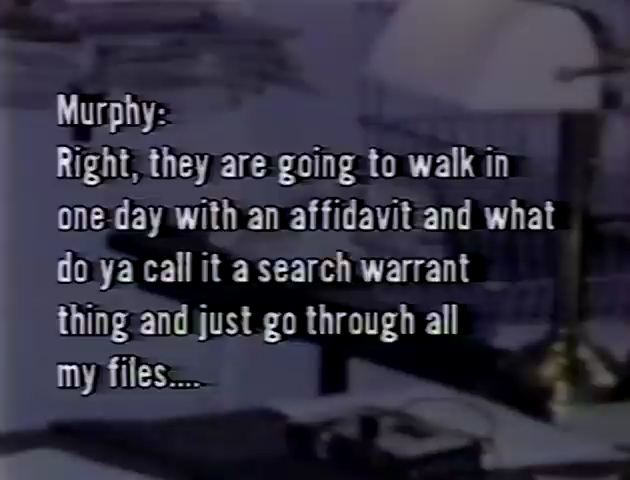 Murphy:
Right, they are going to walk in
one day with an affidavit and what
do ya call it a search warrant
thing and just go through all
my files....